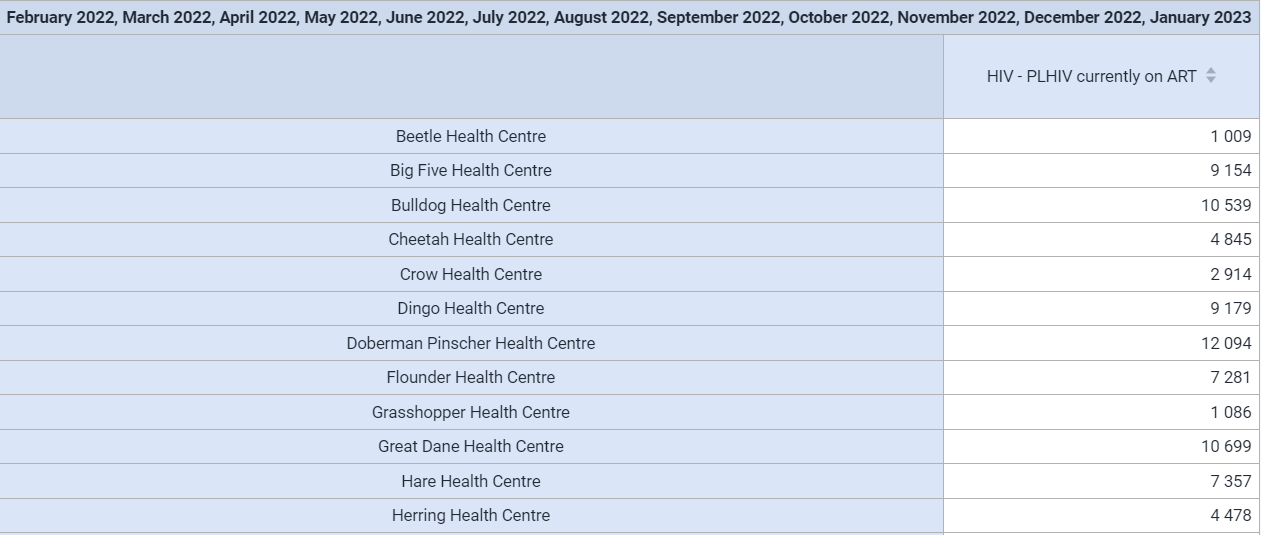 February 2022, March 2022, April 2022, May 2022, June 2022, July 2022, August 2022, September 2022, October 2022, November 2022, December 2022, January 2023
HIV - PLHIV currently on ART
Beetle Health Centre 1 009
Big Five Health Centre 9 154
Bulldog Health Centre 10 539
Cheetah Health Centre 4 845
Crow Health Centre 2 914
Dingo Health Centre 9 179
Doberman Pinscher Health Centre 12 094
Flounder Health Centre 7 281
Grasshopper Health Centre 1 086
Great Dane Health Centre 10 699
Hare Health Centre 7 357
Herring Health Centre 4 478